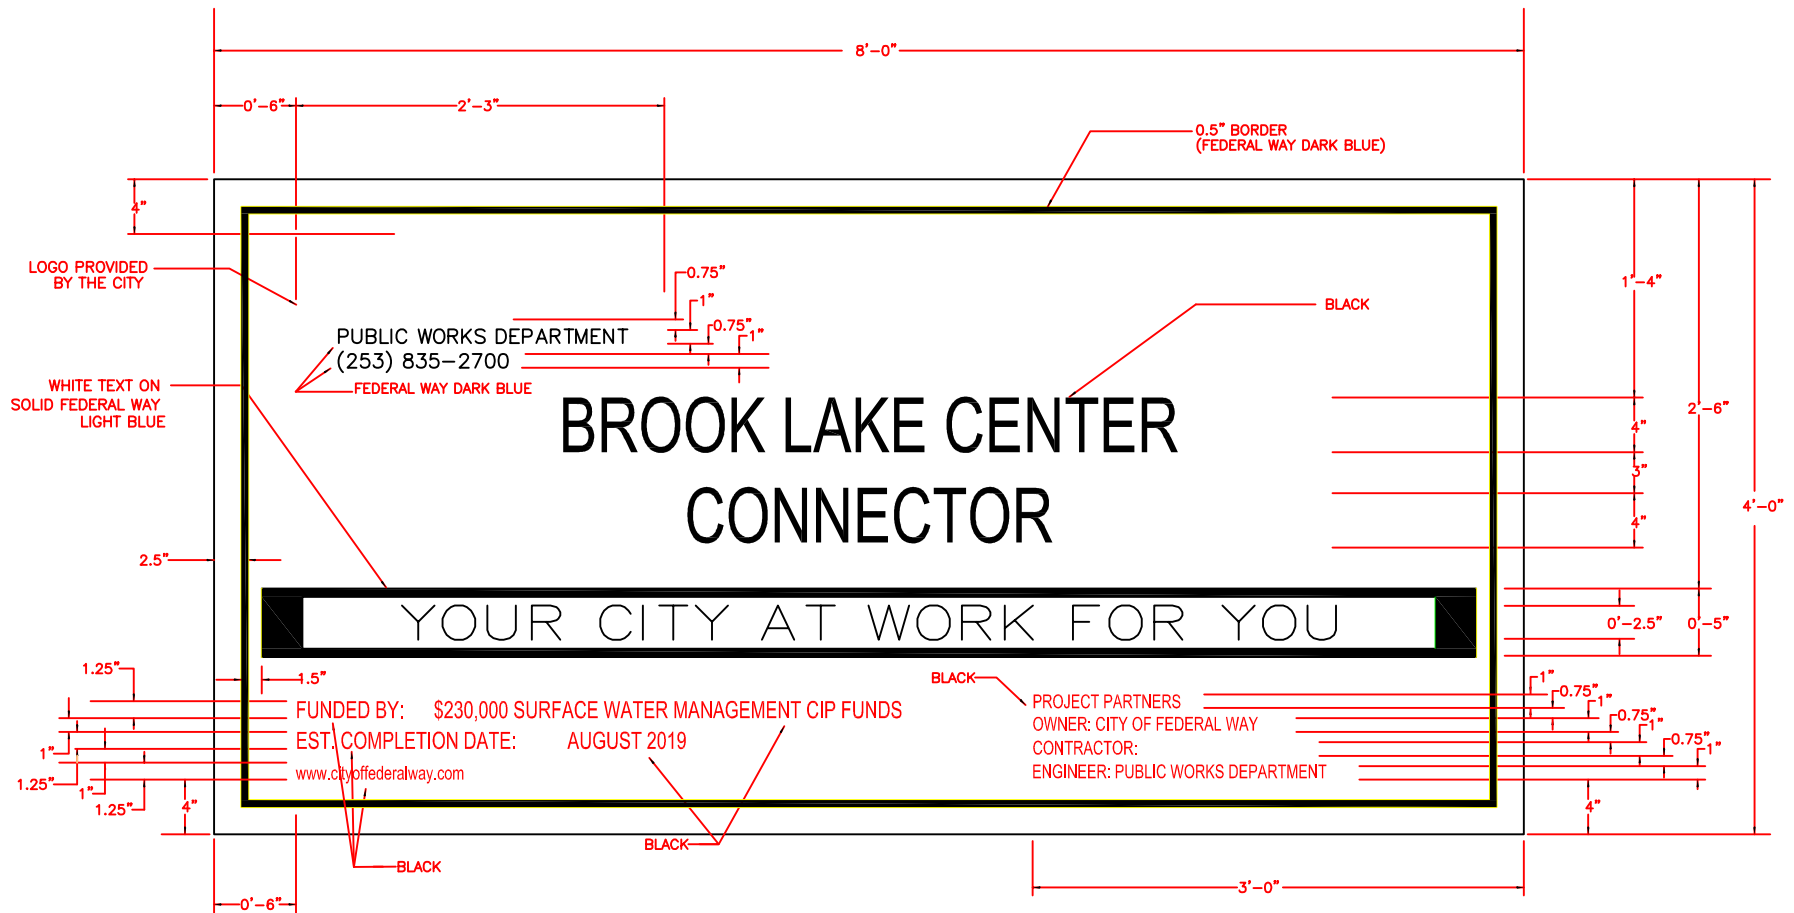 8'-0"
0'-6"
2'-3"
0.5" BORDER
(FEDERAL WAY DARK BLUE)
4"
LOGO PROVIDED
BY THE CITY
0.75"
1"
0.75"
1"
1'-4"
BLACK
PUBLIC WORKS DEPARTMENT
(253) 835-2700
FEDERAL WAY DARK BLUE
WHITE TEXT ON
SOLID FEDERAL WAY
LIGHT BLUE
2'-6"
BROOK LAKE CENTER
4"
3"
CONNECTOR
4'-0"
4"
2.5"
YOUR CITY AT WORK FOR YOU
0'-2.5"
0'-5"
1.25"
1.5"
BLACK
1"
0.75"
1"
0.75"
1"
0.75"
1"
FUNDED BY: $230,000 SURFACE WATER MANAGEMENT CIP FUNDS
EST. COMPLETION DATE: AUGUST 2019
www.cityoffederalway.com
PROJECT PARTNERS
OWNER: CITY OF FEDERAL WAY
CONTRACTOR:
ENGINEER: PUBLIC WORKS DEPARTMENT
1"
1.25"
1"
1.25"
4"
4"
BLACK
BLACK
3'-0"
0'-6"